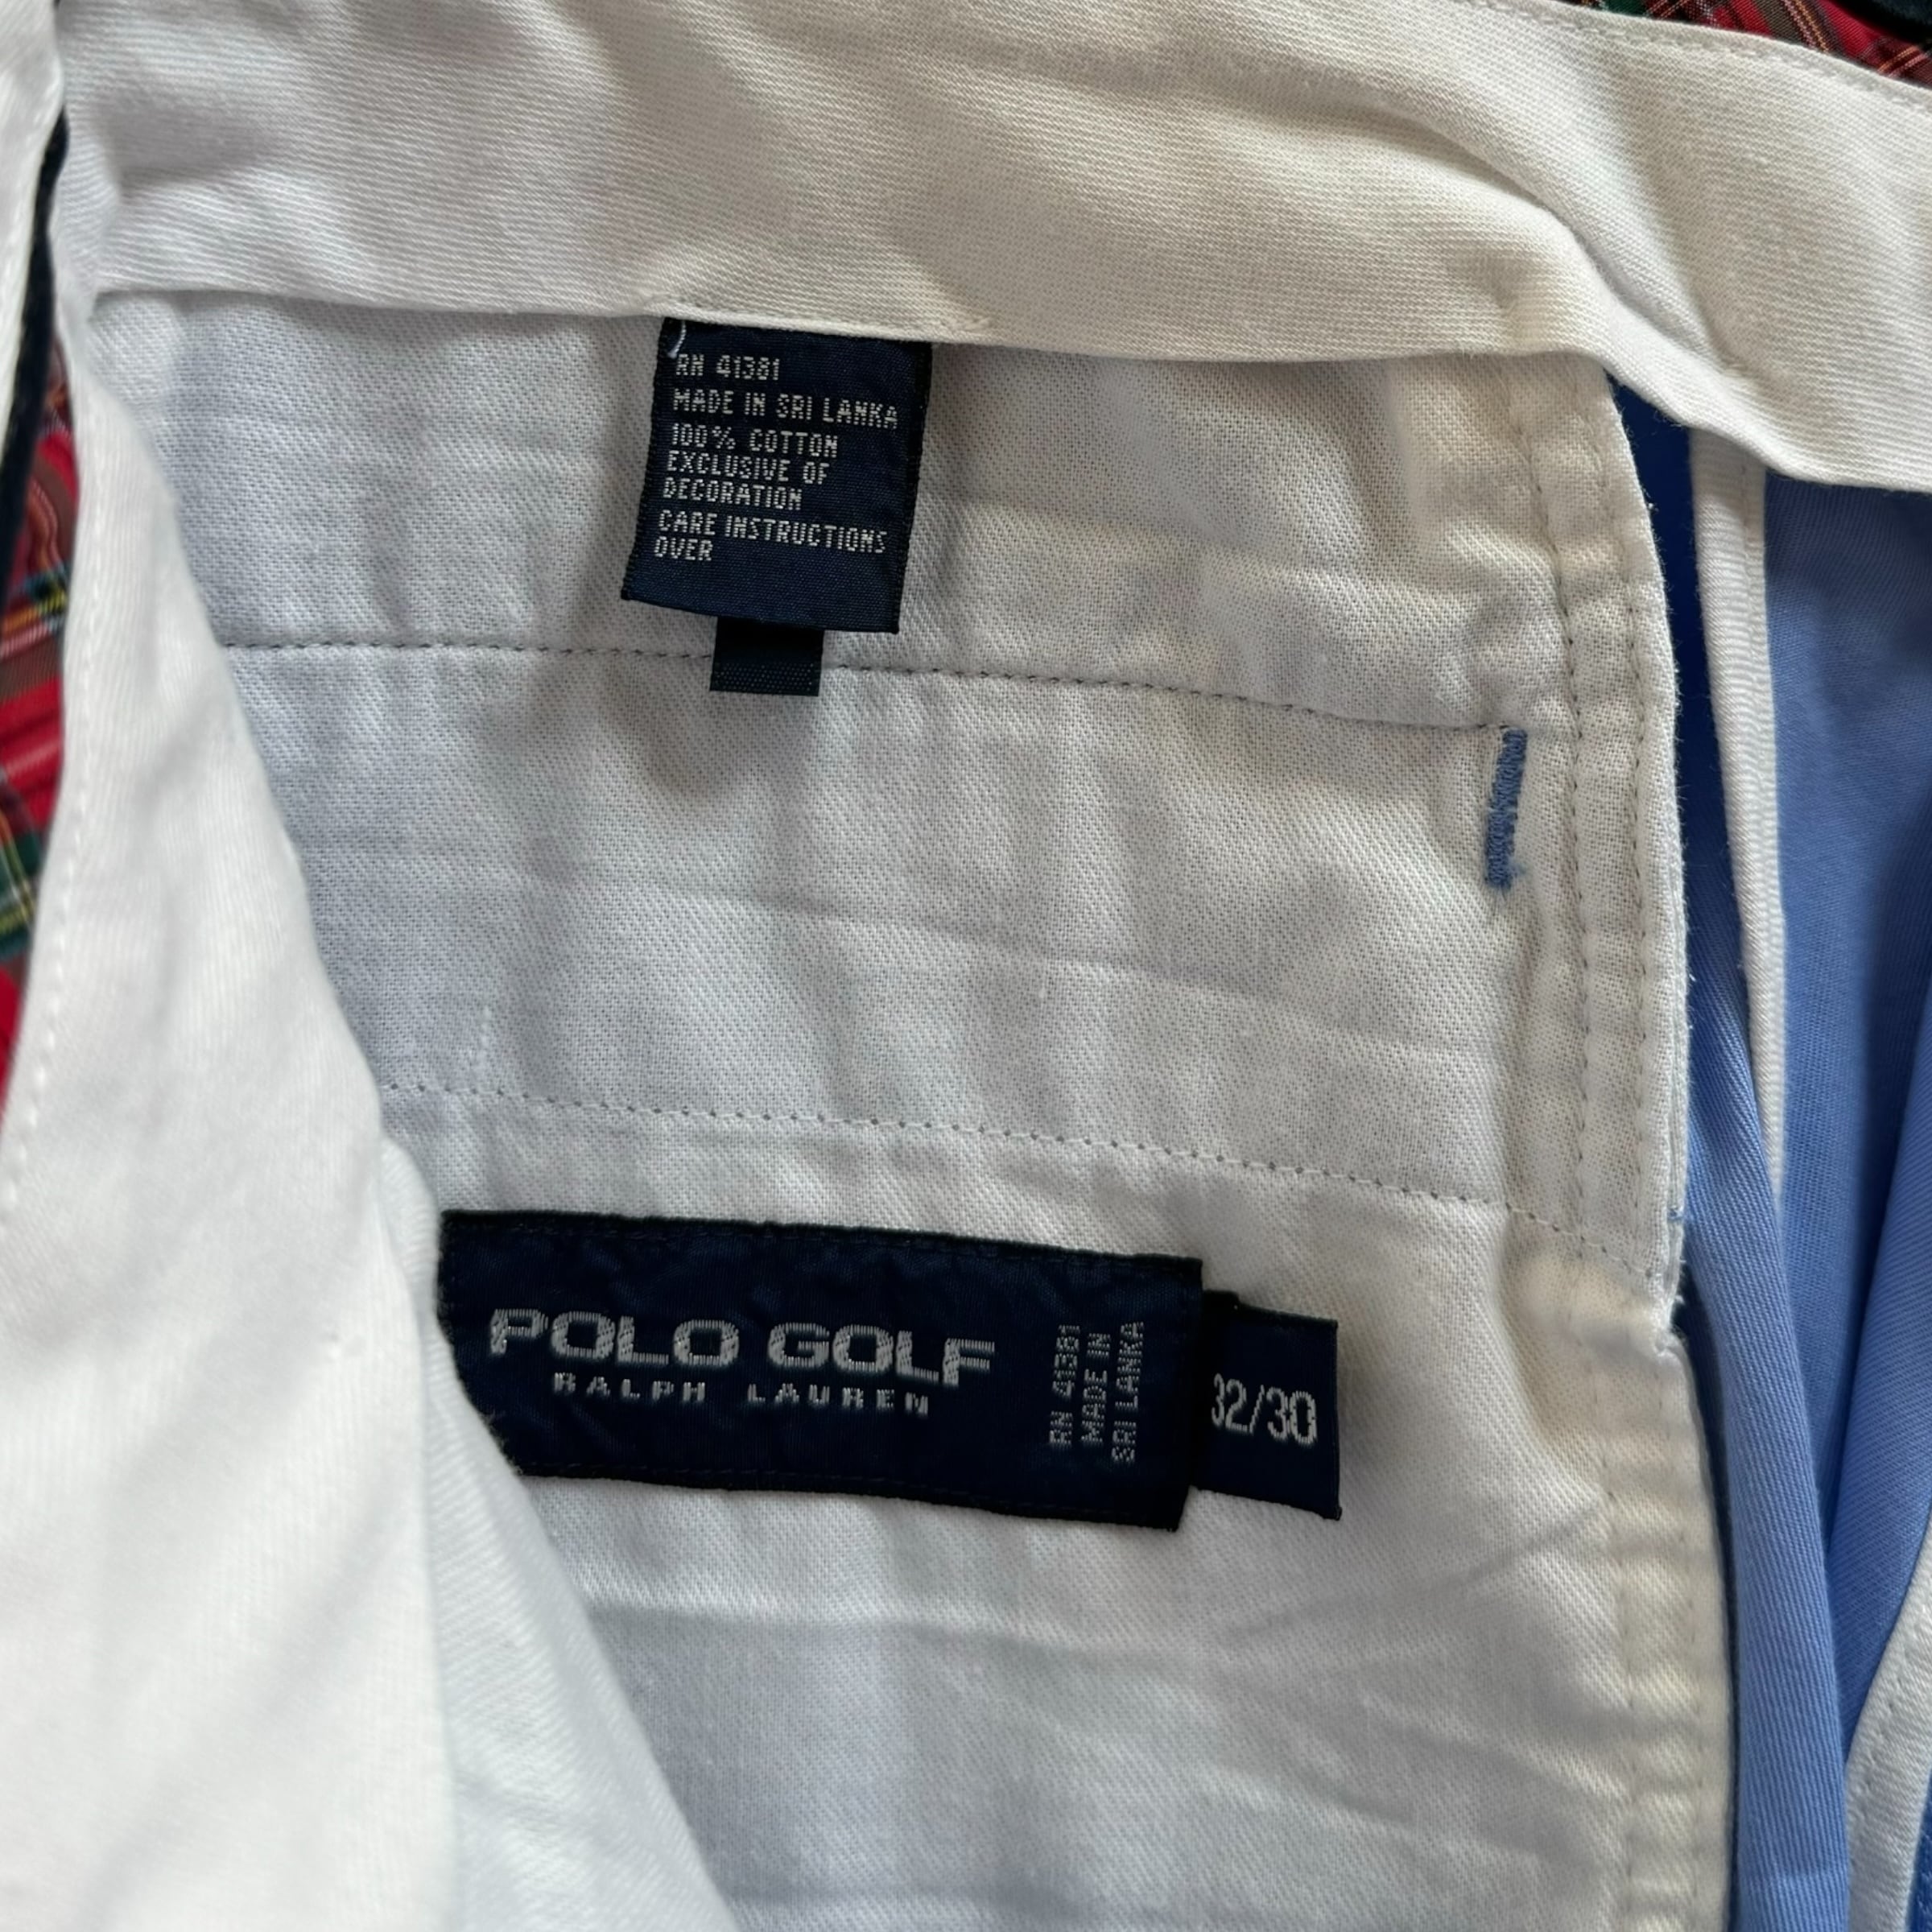 RN 41381
MADE IN SRI LANKA
100% COTTON
EXCLUSIVE OF
DECORATION
CARE INSTRUCTIONS
OVER
POLO GOLF
RALPH LAUREN
RN 41381
MADE IN
SRI LANKA
32/30